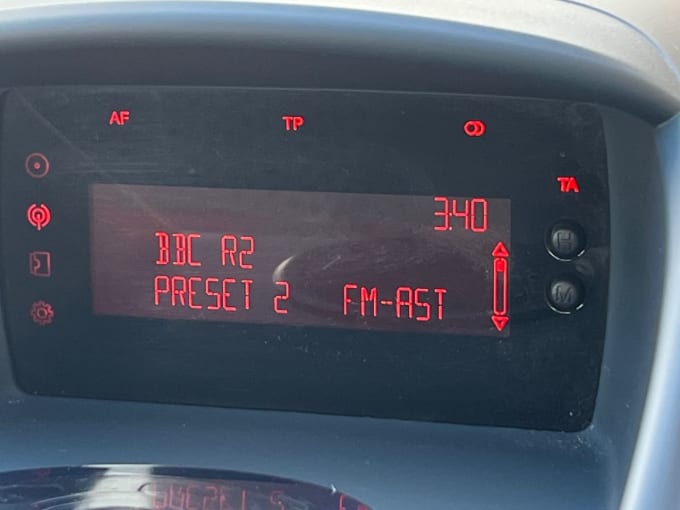 AF TP
TA
3:40
BBC R2
PRESET 2 FM-AST
H
M